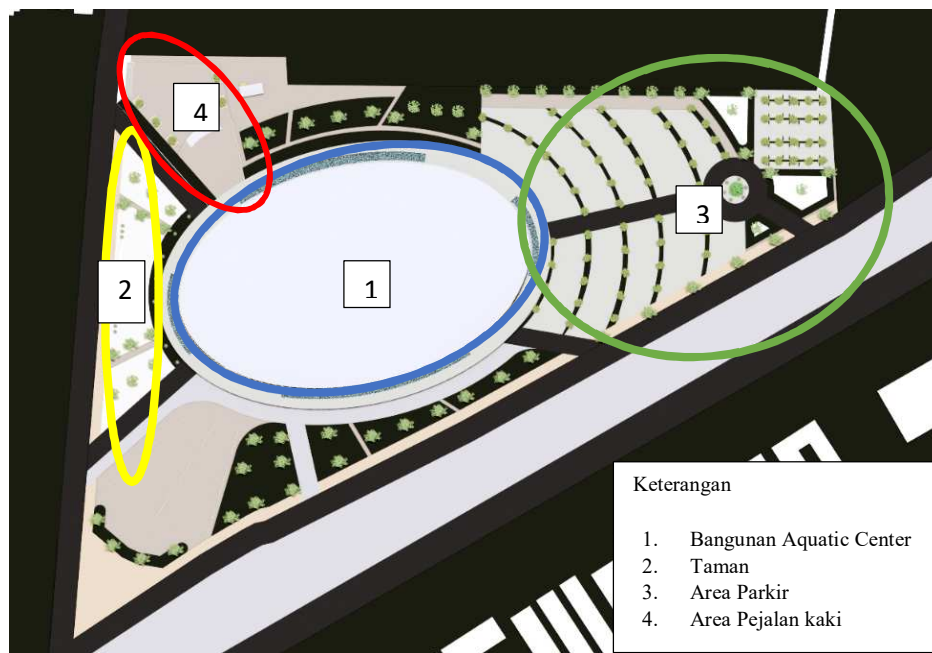 4
3
2
1
Keterangan
1. Bangunan Aquatic Center
2. Taman
3. Area Parkir
4. Area Pejalan kaki